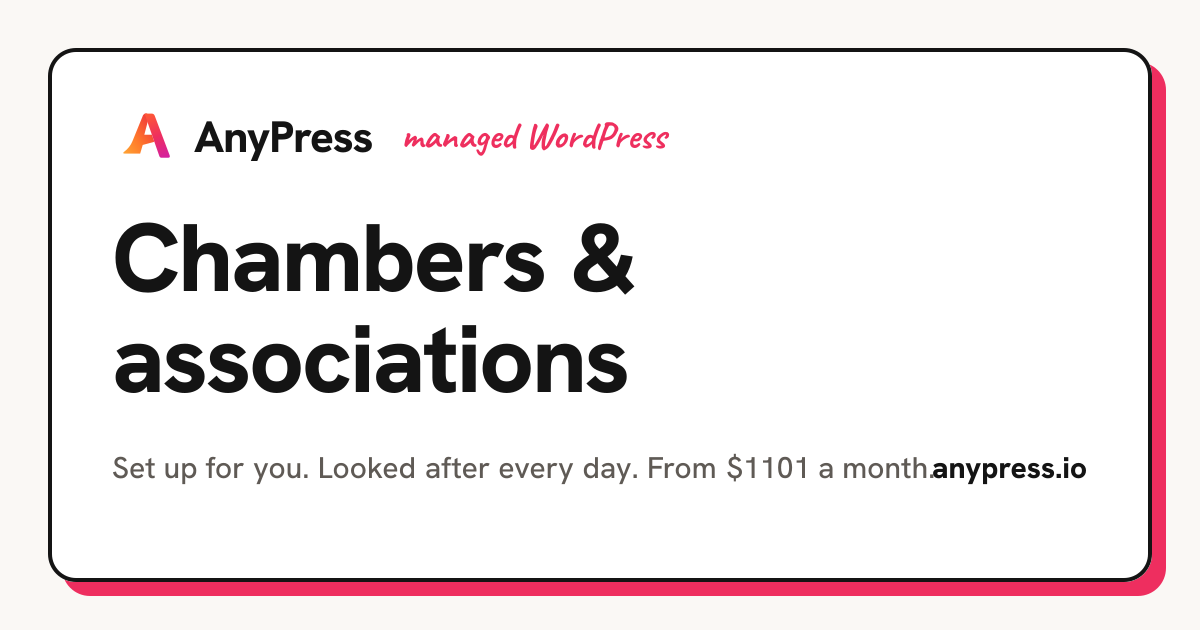 AnyPress managed WordPress
Chambers &
associations
Set up for you. Looked after every day. From $1101 a month.anypress.io